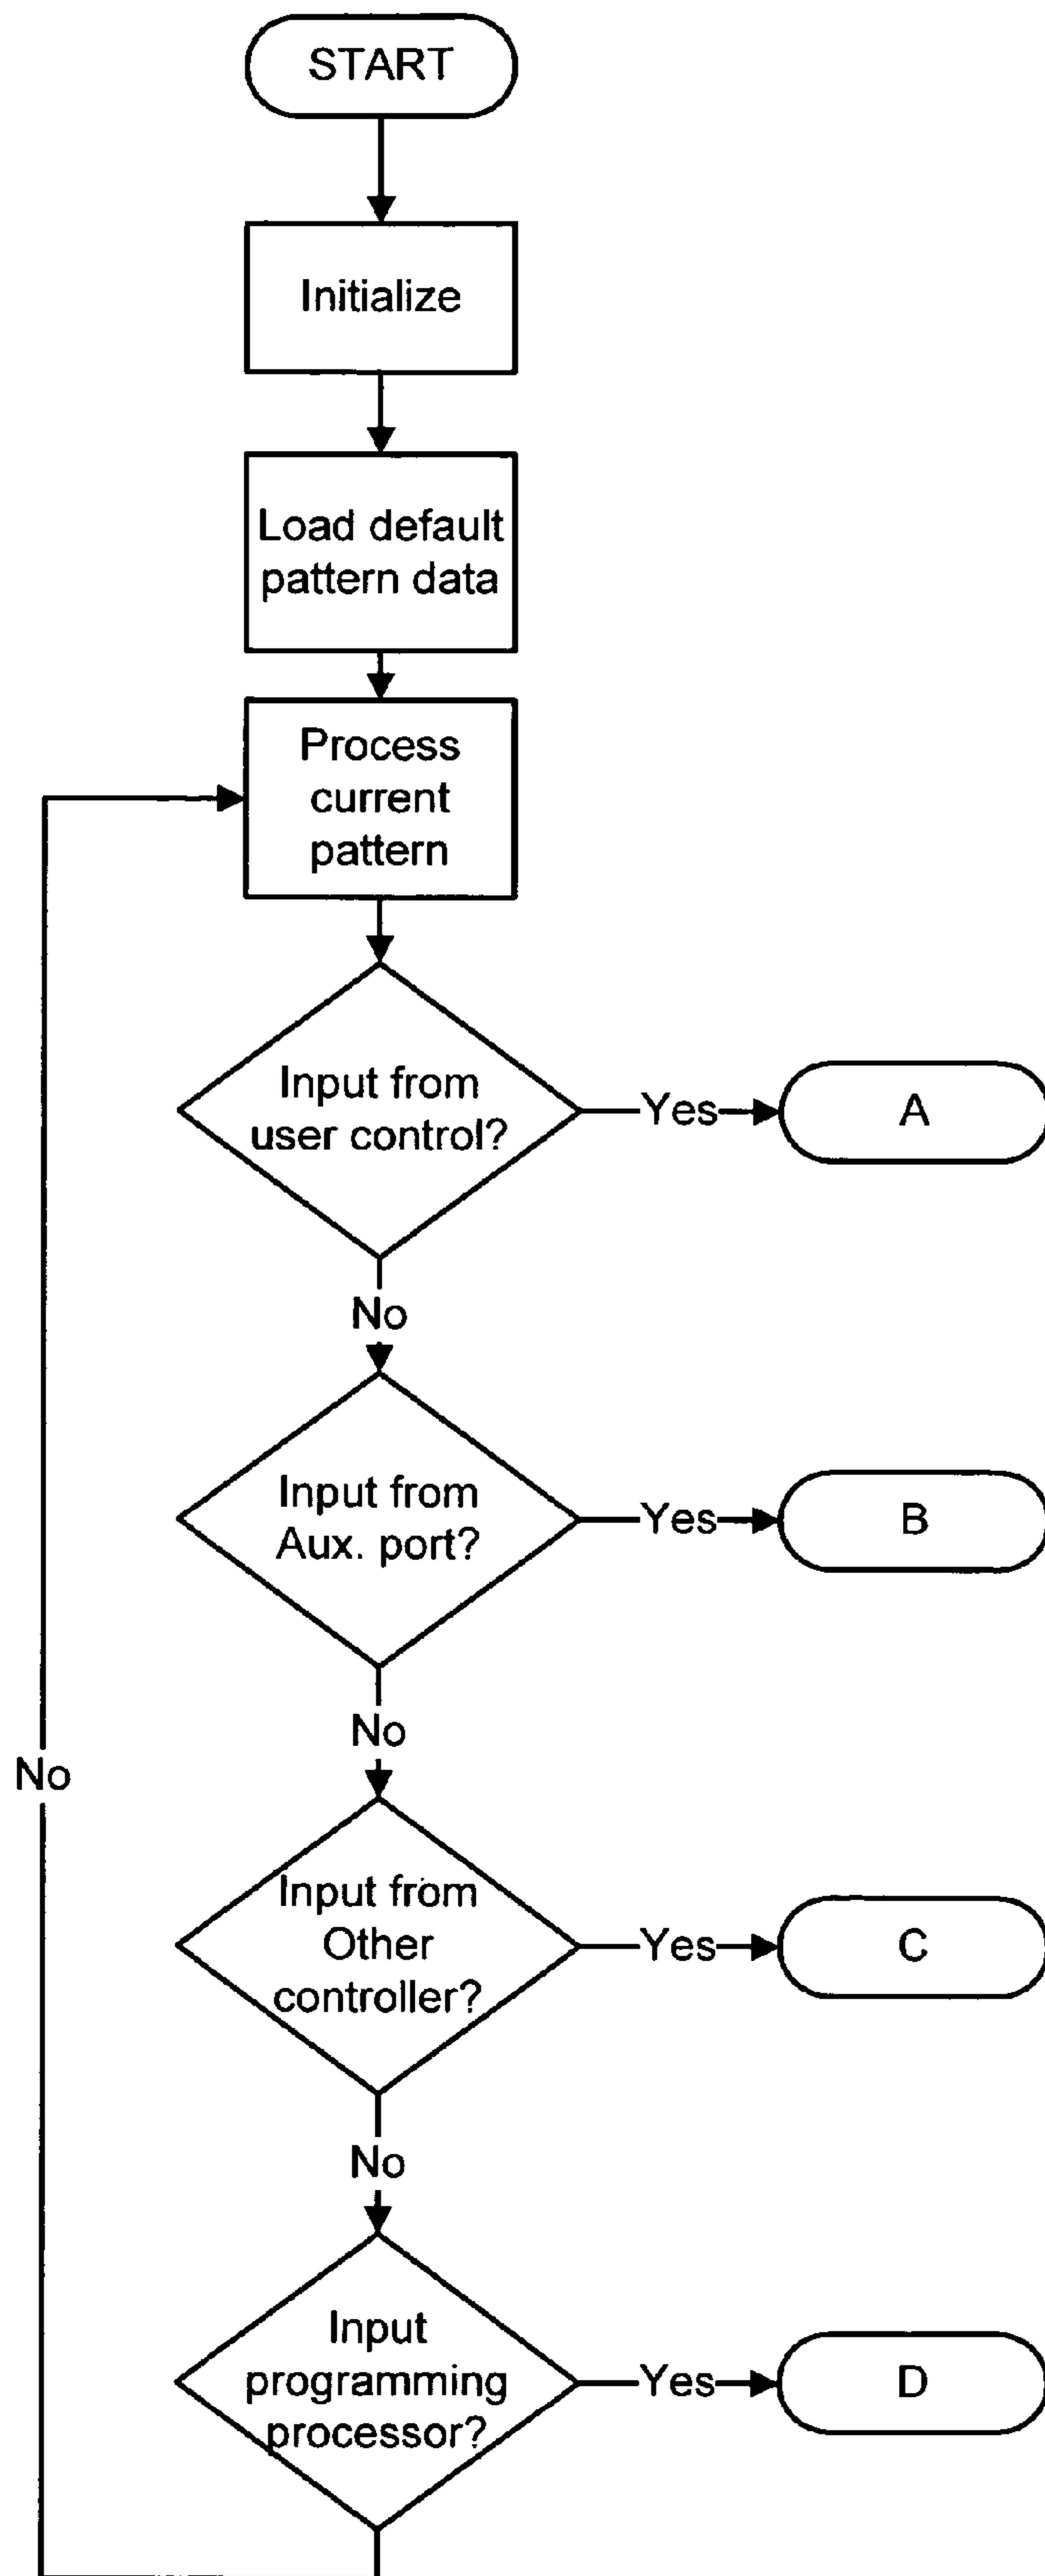 START
Initialize
Load default
pattern data
Process
current
pattern
Input from
user control?
Yes
A
No
Input from
Aux. port?
Yes
B
No
No
Input from
Other
controller?
Yes
C
No
Input
programming
processor?
Yes
D